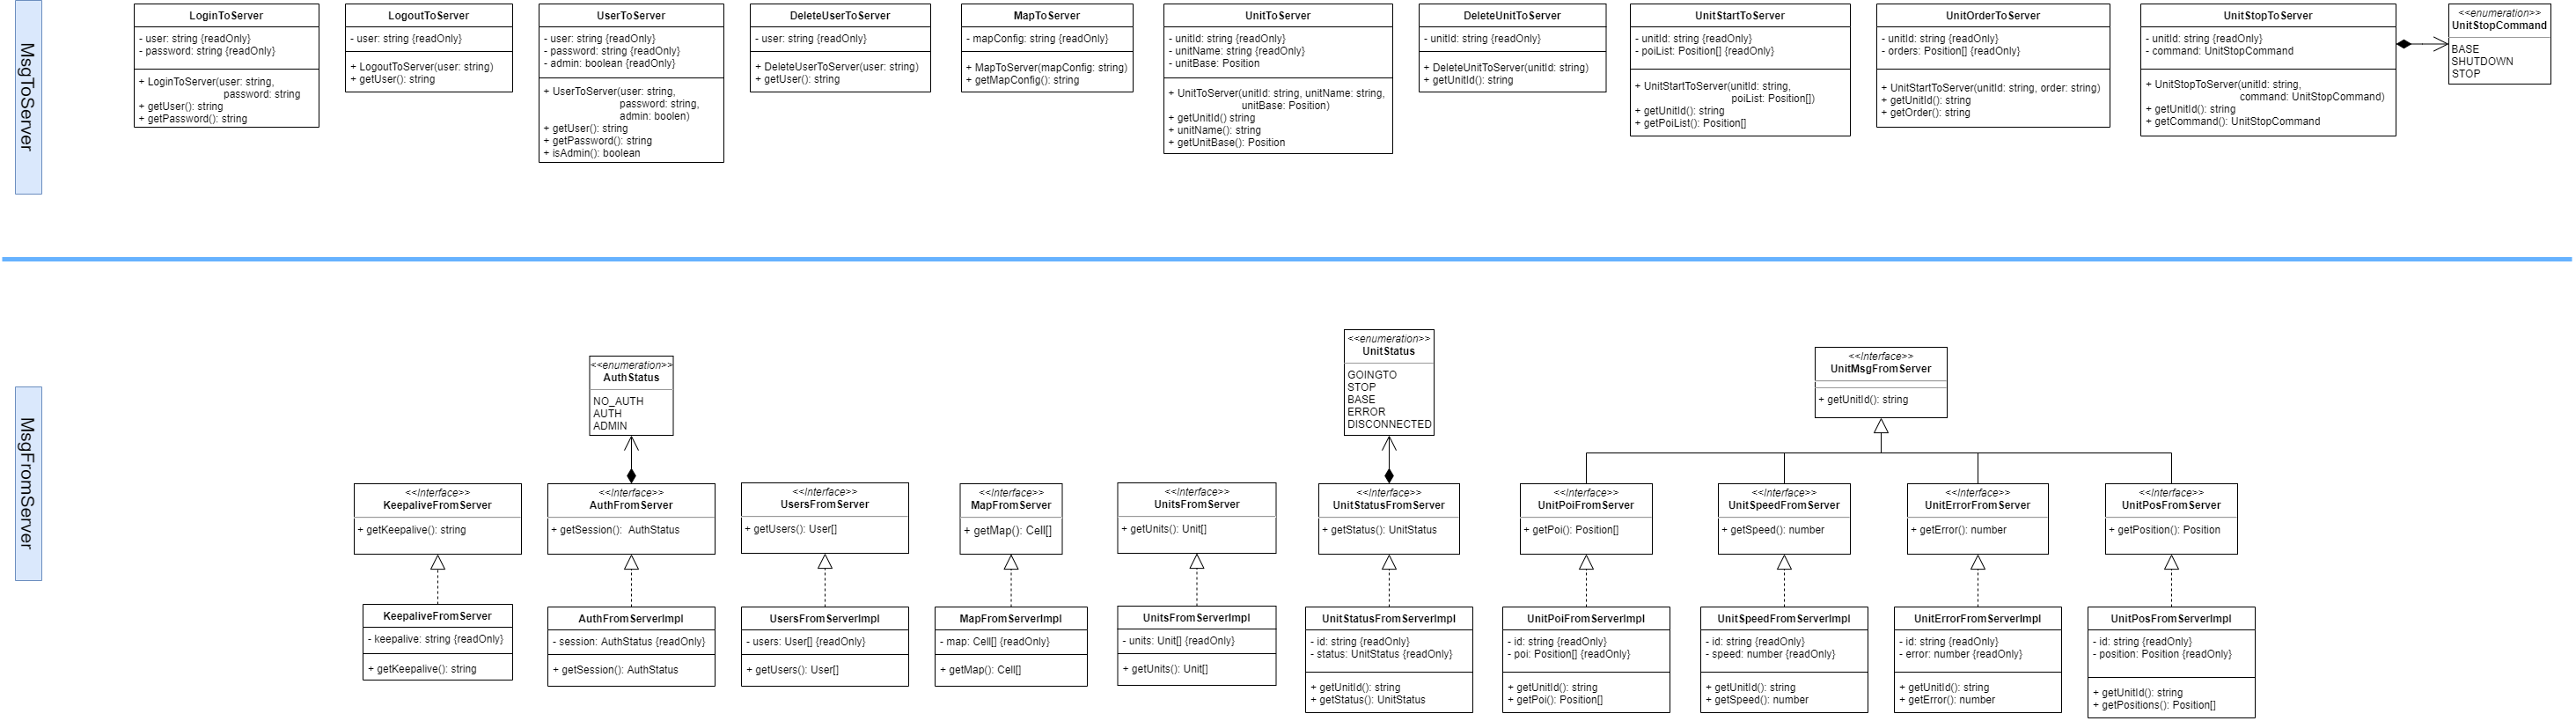 MsgToServer
LoginToServer
- user: string {readOnly}
- password: string {readOnly}
+ LoginToServer(user: string,
password: string
+ getUser(): string
+ getPassword(): string
LogoutToServer
- user: string {readOnly}
+ LogoutToServer(user: string)
+ getUser(): string
UserToServer
- user: string {readOnly}
- password: string {readOnly}
- admin: boolean {readOnly}
+ UserToServer(user: string,
password: string,
admin: boolen)
+ getUser(): string
+ getPassword(): string
+ isAdmin(): boolean
DeleteUserToServer
- user: string {readOnly}
+ DeleteUserToServer(user: string)
+ getUser(): string
MapToServer
- mapConfig: string {readOnly}
+ MapToServer(mapConfig: string)
+ getMapConfig(): string
UnitToServer
- unitId: string {readOnly}
- unitName: string {readOnly}
- unitBase: Position
+ UnitToServer(unitId: string, unitName: string,
unitBase: Position)
+ getUnitId() string
+ unitName(): string
+ getUnitBase(): Position
DeleteUnitToServer
- unitId: string {readOnly}
+ DeleteUnitToServer(unitId: string)
+ getUnitId(): string
UnitStartToServer
- unitId: string {readOnly}
- poiList: Position[] {readOnly}
+ UnitStartToServer(unitId: string,
poiList: Position[])
+ getUnitId(): string
+ getPoiList(): Position[]
UnitOrderToServer
- unitId: string {readOnly}
- orders: Position[] {readOnly}
+ UnitStartToServer(unitId: string, order: string)
+ getUnitId(): string
+ getOrder(): string
UnitStopToServer
- unitId: string {readOnly}
- command: UnitStopCommand
+ UnitStopToServer(unitId: string,
command: UnitStopCommand)
+ getUnitId(): string
+ getCommand(): UnitStopCommand
<<enumeration>>
UnitStopCommand
BASE
SHUTDOWN
STOP
MsgFromServer
<<enumeration>>
AuthStatus
NO_AUTH
AUTH
ADMIN
<<enumeration>>
UnitStatus
GOINGTO
STOP
BASE
ERROR
DISCONNECTED
<<Interface>>
UnitMsgFromServer
+ getUnitId(): string
<<Interface>>
KeepaliveFromServer
+ getKeepalive(): string
<<Interface>>
AuthFromServer
+ getSession(): AuthStatus
<<Interface>>
UsersFromServer
+ getUsers(): User[]
<<Interface>>
MapFromServer
+ getMap(): Cell[]
<<Interface>>
UnitsFromServer
+ getUnits(): Unit[]
<<Interface>>
UnitStatusFromServer
+ getStatus(): UnitStatus
<<Interface>>
UnitPoiFromServer
+ getPoi(): Position[]
<<Interface>>
UnitSpeedFromServer
+ getSpeed(): number
<<Interface>>
UnitErrorFromServer
+ getError(): number
<<Interface>>
UnitPosFromServer
+ getPosition(): Position
KeepaliveFromServer
- keepalive: string {readOnly}
+ getKeepalive(): string
AuthFromServerImpl
- session: AuthStatus {readOnly}
+ getSession(): AuthStatus
UsersFromServerImpl
- users: User[] {readOnly}
+ getUsers(): User[]
MapFromServerImpl
- map: Cell[] {readOnly}
+ getMap(): Cell[]
UnitsFromServerImpl
- units: Unit[] {readOnly}
+ getUnits(): Unit[]
UnitStatusFromServerImpl
- id: string {readOnly}
- status: UnitStatus {readOnly}
+ getUnitId(): string
+ getStatus(): UnitStatus
UnitPoiFromServerImpl
- id: string {readOnly}
- poi: Position[] {readOnly}
+ getUnitId(): string
+ getPoi(): Position[]
UnitSpeedFromServerImpl
- id: string {readOnly}
- speed: number {readOnly}
+ getUnitId(): string
+ getSpeed(): number
UnitErrorFromServerImpl
- id: string {readOnly}
- error: number {readOnly}
+ getUnitId(): string
+ getError(): number
UnitPosFromServerImpl
- id: string {readOnly}
- position: Position {readOnly}
+ getUnitId(): string
+ getPositions(): Position[]